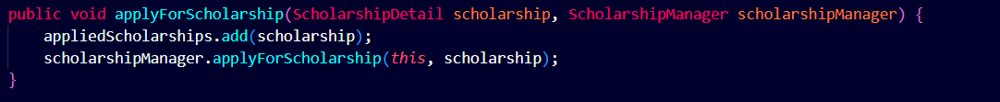 public void applyForScholarship(ScholarshipDetail scholarship, ScholarshipManager scholarshipManager) {
    appliedScholarships.add(scholarship);
    scholarshipManager.applyForScholarship(this, scholarship);
}